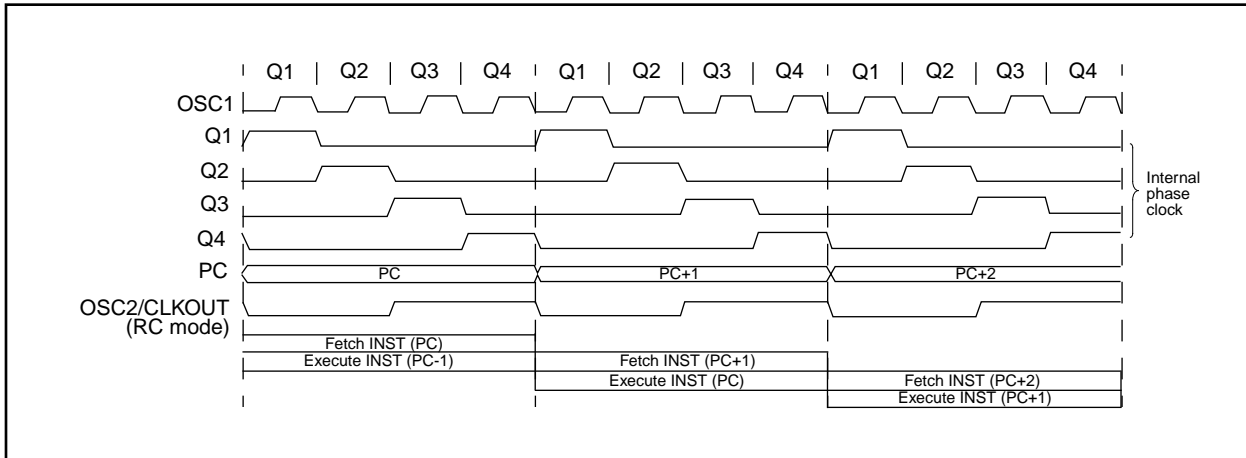 Q1 Q2 Q3 Q4 Q1 Q2 Q3 Q4 Q1 Q2 Q3 Q4
OSC1
Q1
Q2
Q3
Q4
Internal
phase
clock
PC PC PC+1 PC+2
OSC2/CLKOUT
(RC mode)
Fetch INST (PC)
Execute INST (PC-1) Fetch INST (PC+1)
Execute INST (PC) Fetch INST (PC+2)
Execute INST (PC+1)